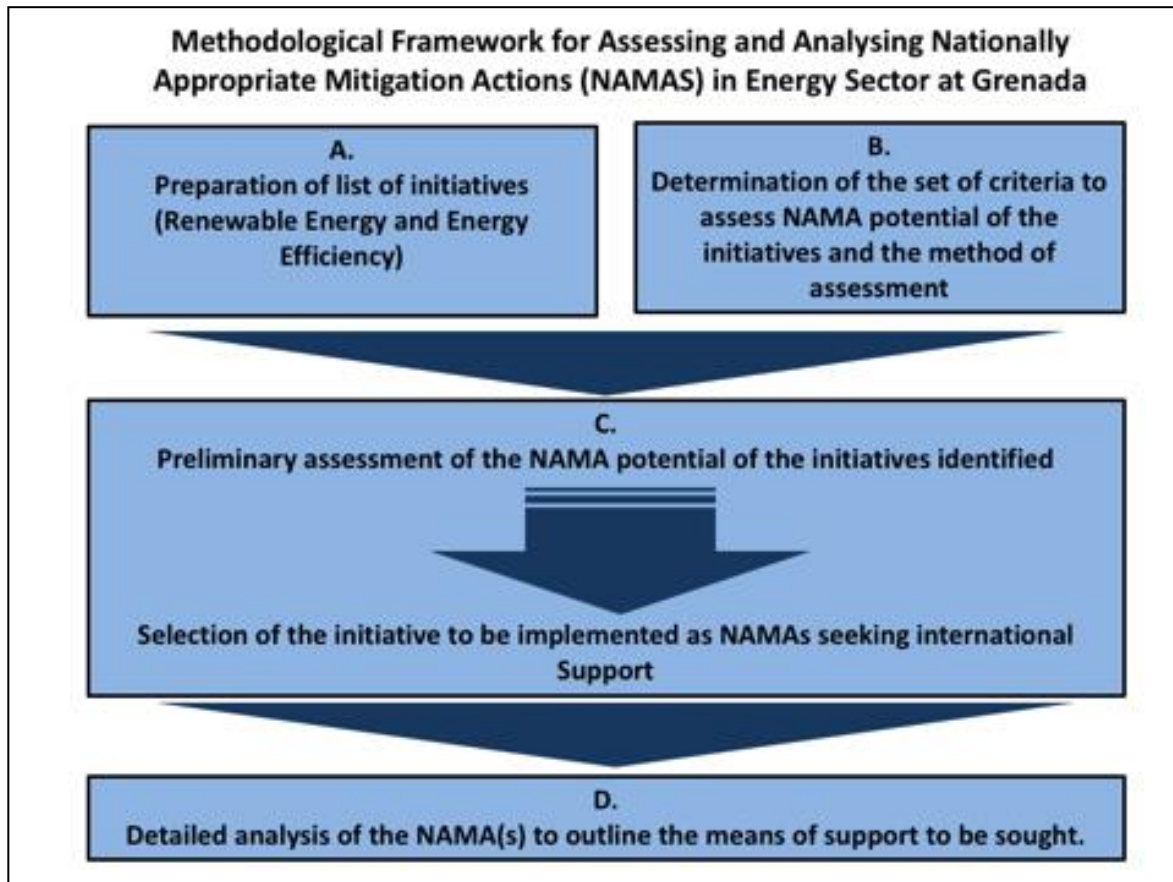 Methodological Framework for Assessing and Analysing Nationally
Appropriate Mitigation Actions (NAMAS) in Energy Sector at Grenada
A.
Preparation of list of initiatives
(Renewable Energy and Energy
Efficiency)
B.
Determination of the set of criteria to
assess NAMA potential of the
initiatives and the method of
assessment
C.
Preliminary assessment of the NAMA potential of the initiatives identified
Selection of the initiative to be implemented as NAMAs seeking international
Support
D.
Detailed analysis of the NAMA(s) to outline the means of support to be sought.